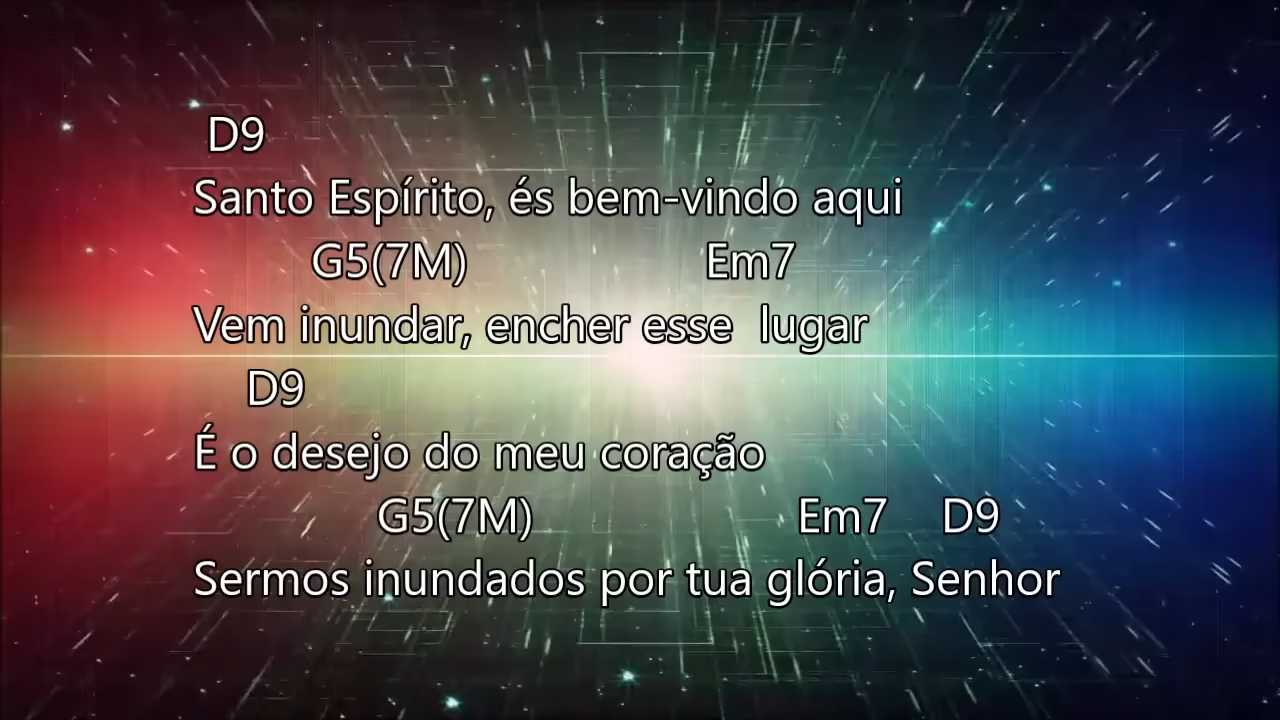 D9
Santo Espírito, és bem-vindo aqui
G5(7M) Em7
Vem inundar, encher esse lugar
D9
É o desejo do meu coração
G5(7M) Em7 D9
Sermos inundados por tua glória, Senhor